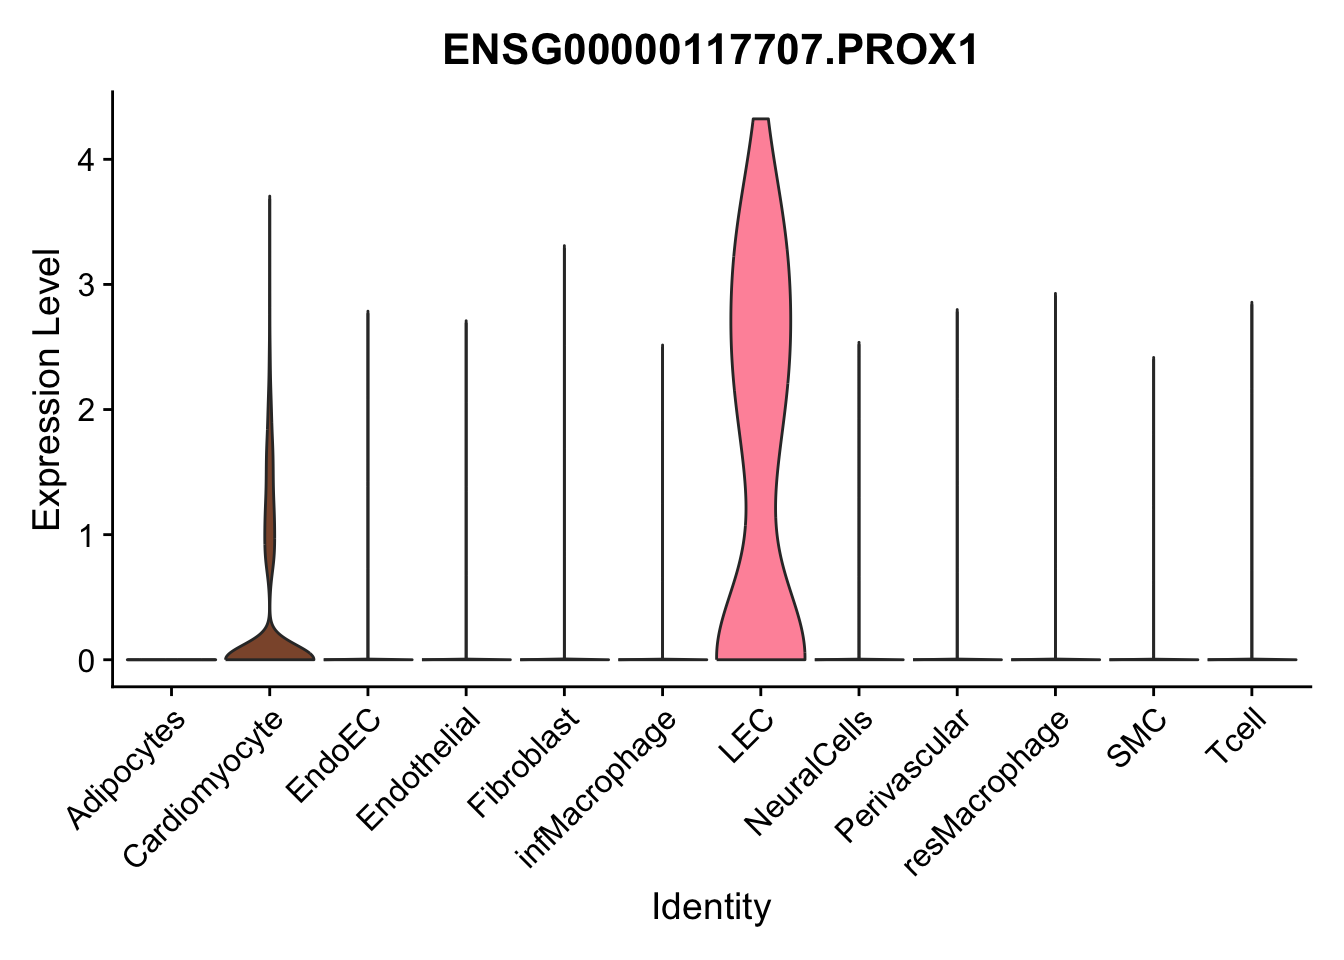 ENSG00000117707.PROX1
Expression Level
4
3
2
1
0
Adipocytes
Cardiomyocyte
EndoEC
Endothelial
Fibroblast
infMacrophage
LEC
NeuralCells
Perivascular
resMacrophage
SMC
Tcell
Identity